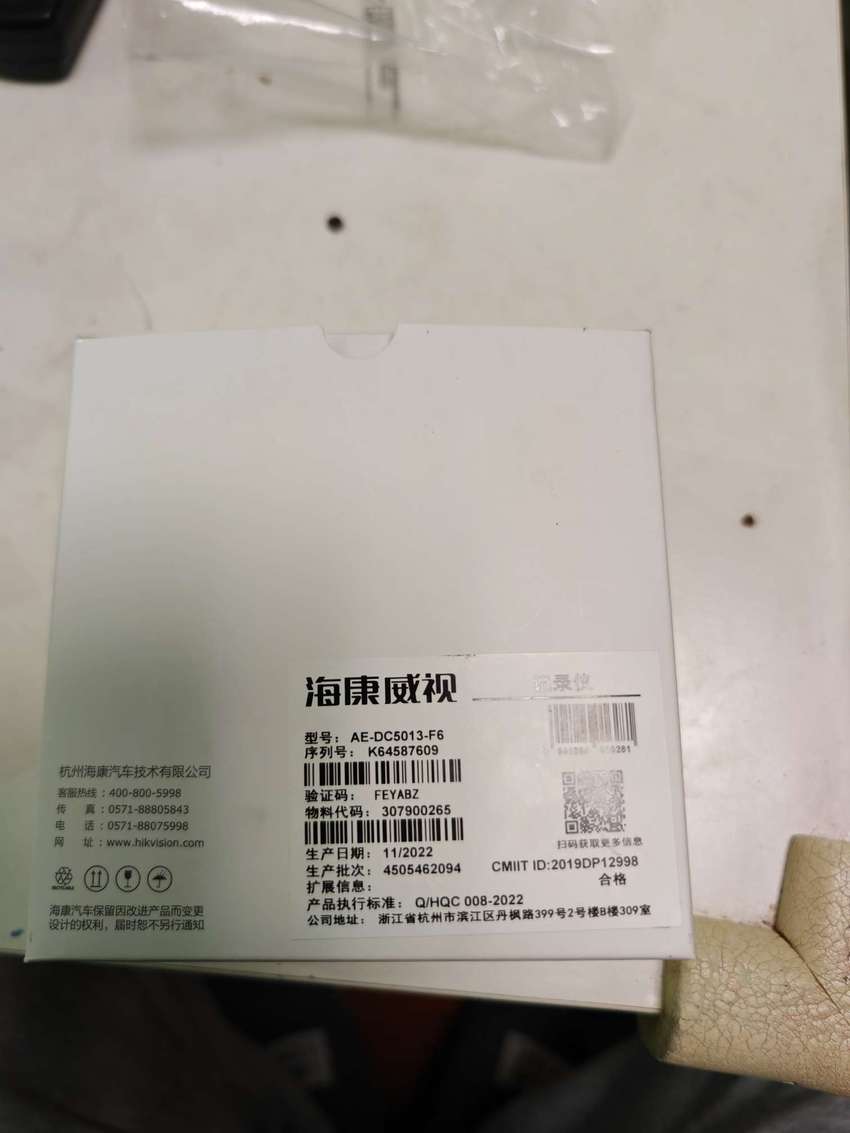 海康威视
记录仪
型号: AE-DC5013-F6
序列号: K64587609
验证码: FEYABZ
物料代码: 307900265
扫码获取更多信息
生产日期: 11/2022
生产批次: 4505462094
CMIIT ID:2019DP12998
扩展信息:
合格
产品执行标准: Q/HQC 008-2022
公司地址: 浙江省杭州市滨江区丹枫路399号2号楼B楼309室
杭州海康汽车技术有限公司
客服热线:400-800-5998
传 真:0571-88805843
电 话:0571-88075998
网 址:www.hikvision.com
海康汽车保留因改进产品而变更
设计的权利,届时恕不另行通知